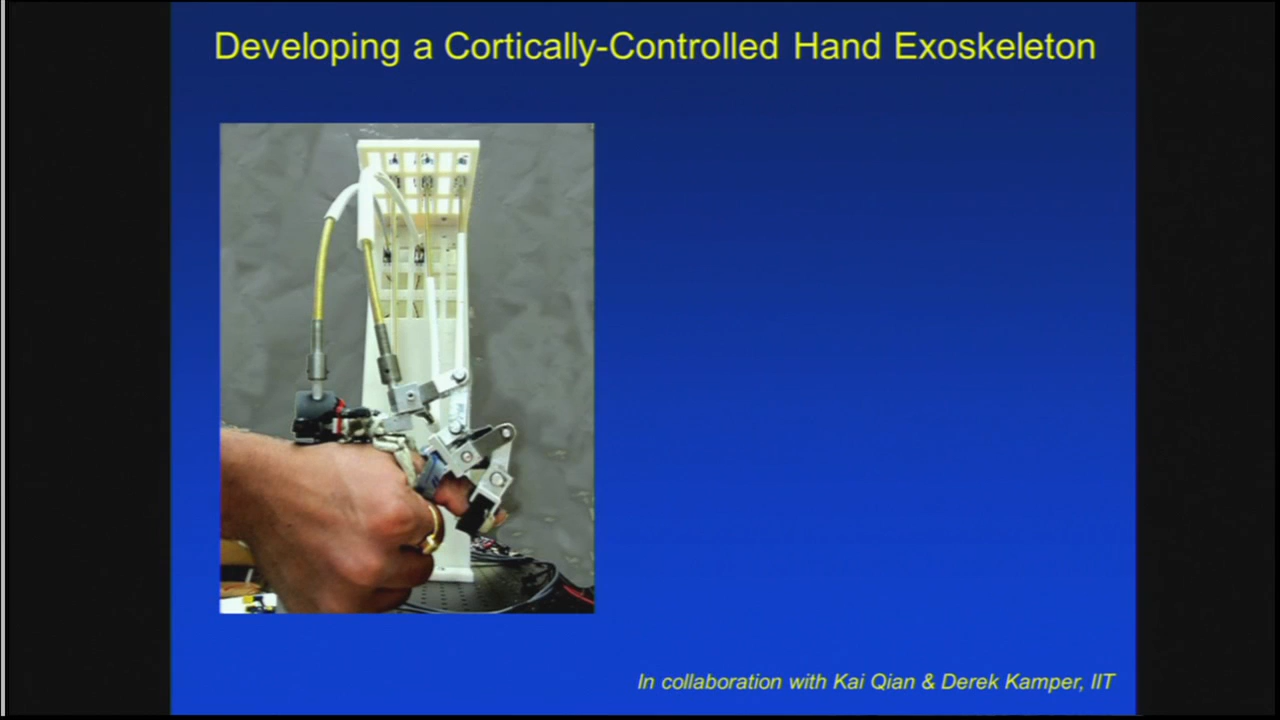 Developing a Cortically-Controlled Hand Exoskeleton
In collaboration with Kai Qian & Derek Kamper, IIT